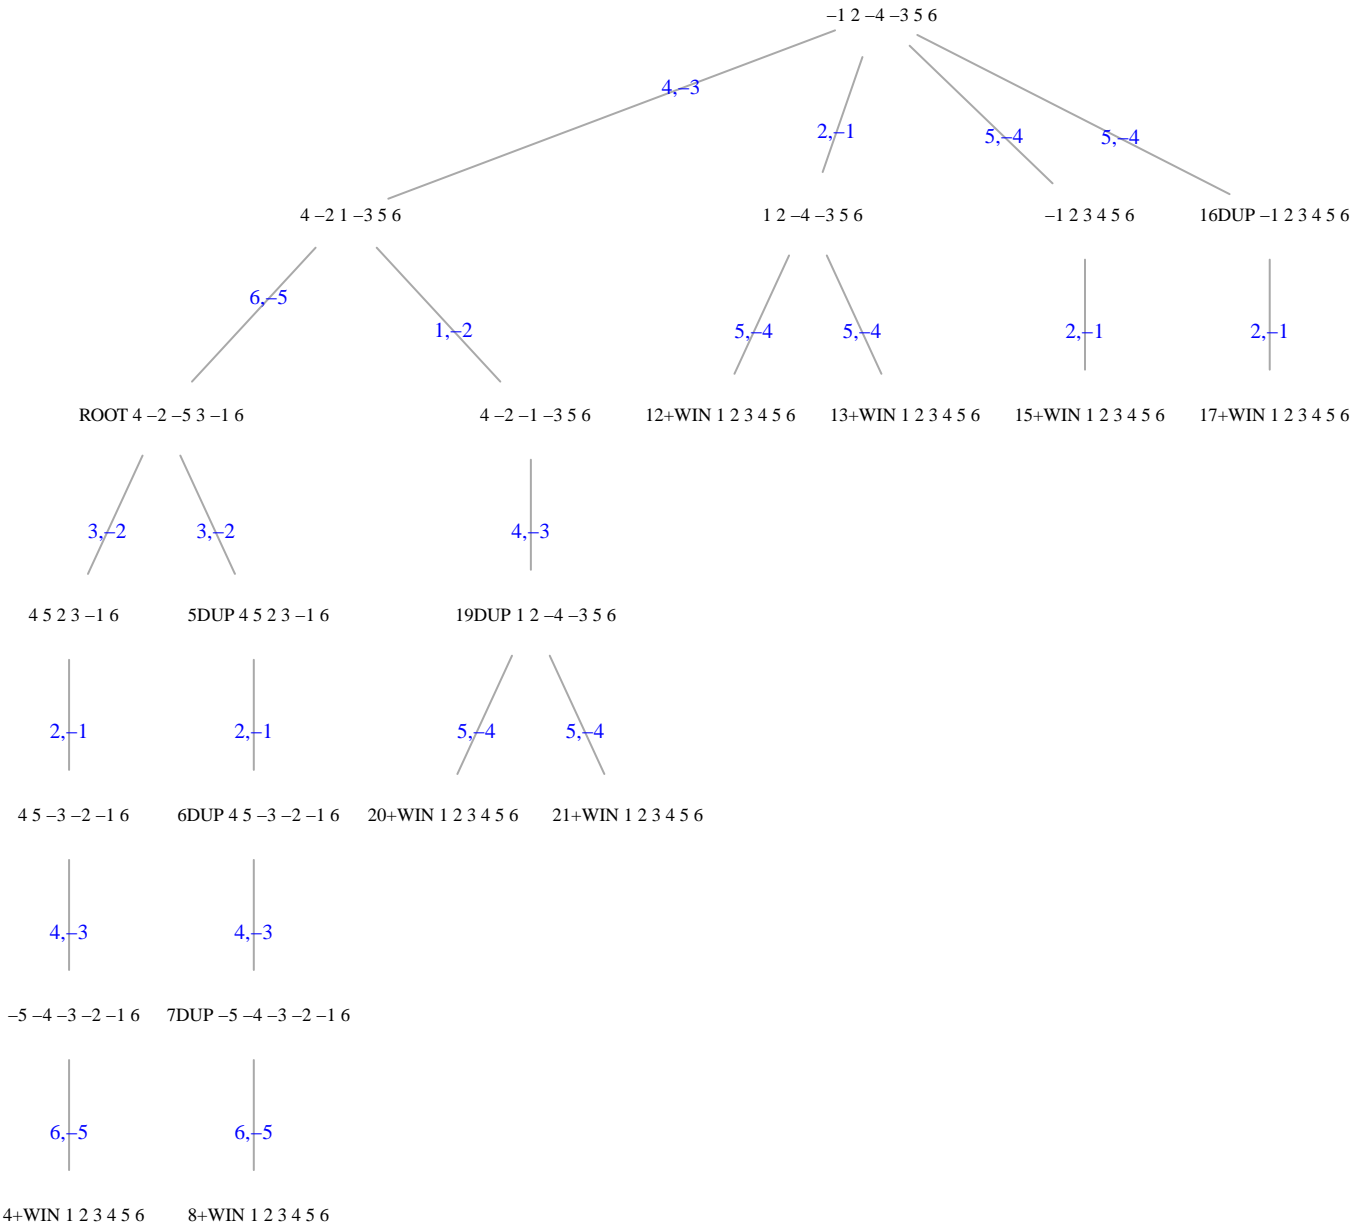 –1 2 –4 –3 5 6
4,–3
2,–1
5,–4
5,–4
4 –2 1 –3 5 6
1 2 –4 –3 5 6
–1 2 3 4 5 6
16DUP –1 2 3 4 5 6
6,–5
1,–2
5,–4
5,–4
2,–1
2,–1
ROOT 4 –2 –5 3 –1 6
4 –2 –1 –3 5 6
12+WIN 1 2 3 4 5 6
13+WIN 1 2 3 4 5 6
15+WIN 1 2 3 4 5 6
17+WIN 1 2 3 4 5 6
3,–2
3,–2
4,–3
4 5 2 3 –1 6
5DUP 4 5 2 3 –1 6
19DUP 1 2 –4 –3 5 6
2,–1
2,–1
5,–4
5,–4
4 5 –3 –2 –1 6
6DUP 4 5 –3 –2 –1 6
20+WIN 1 2 3 4 5 6
21+WIN 1 2 3 4 5 6
4,–3
4,–3
–5 –4 –3 –2 –1 6
7DUP –5 –4 –3 –2 –1 6
6,–5
6,–5
4+WIN 1 2 3 4 5 6
8+WIN 1 2 3 4 5 6